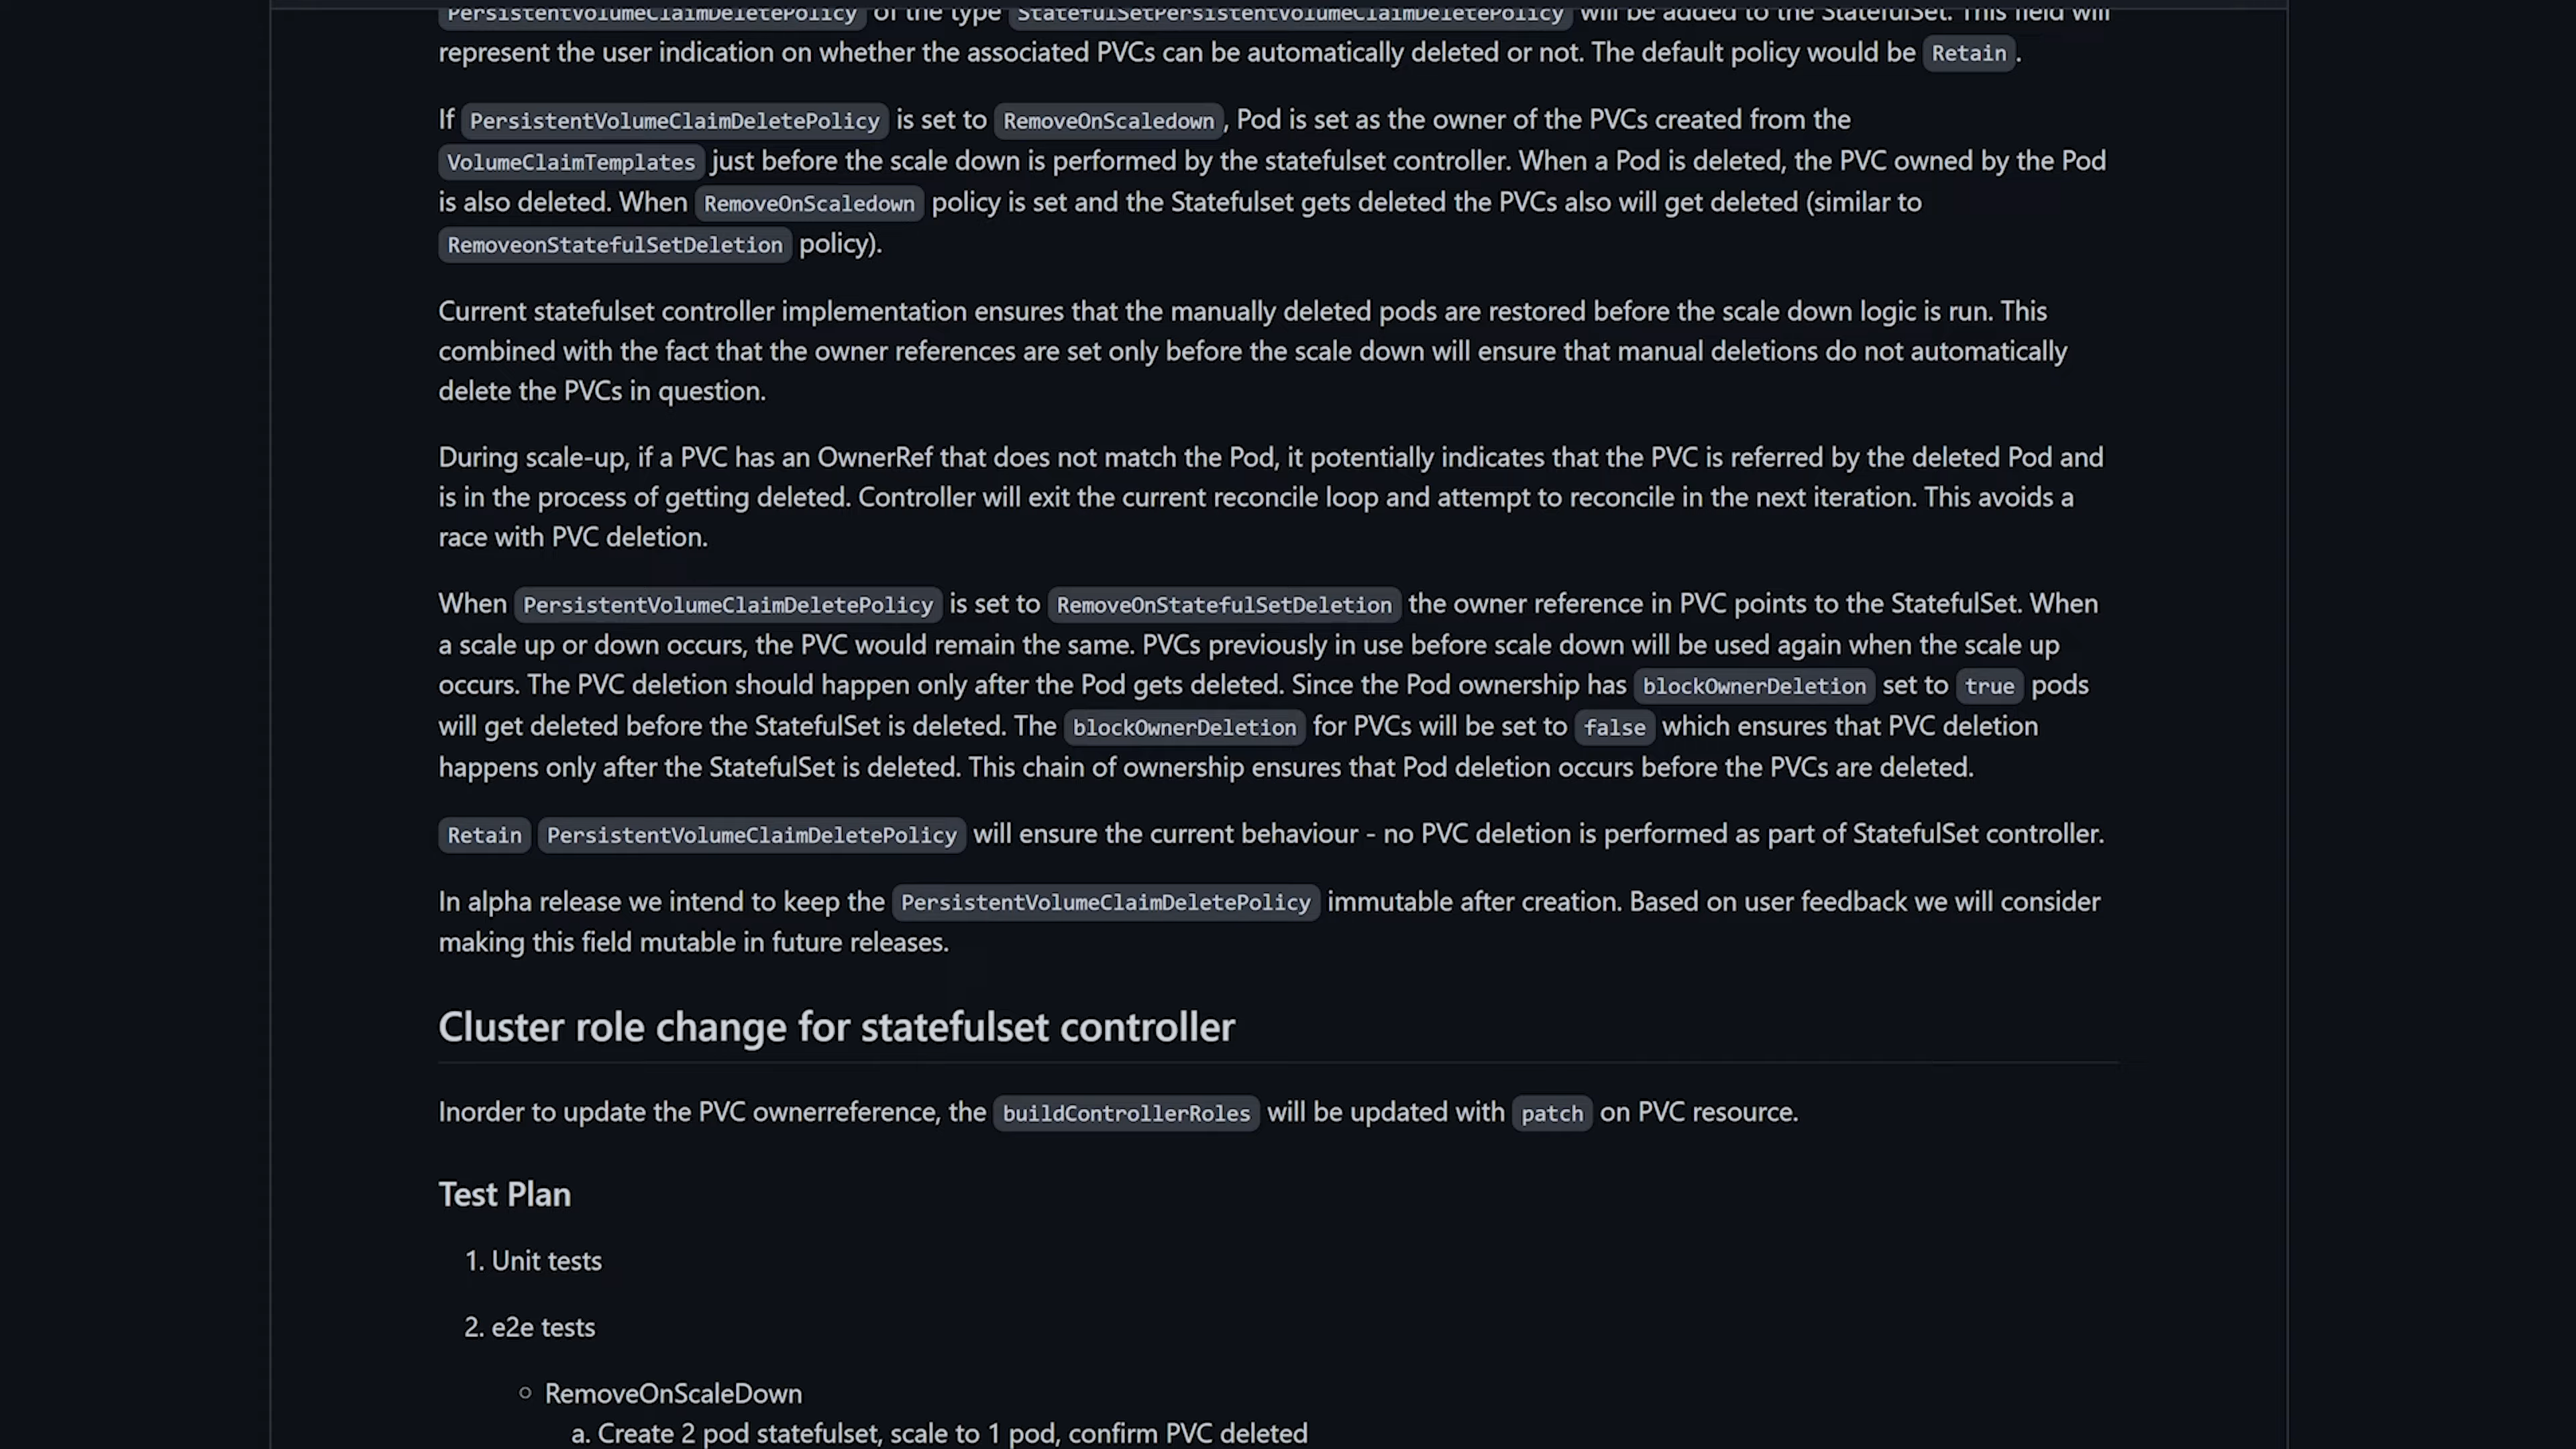 PersistentVolumeClaimDeletePolicy of the type StatefulSetPersistentVolumeClaimDeletePolicy will be added to the StatefulSet. This field will
represent the user indication on whether the associated PVCs can be automatically deleted or not. The default policy would be Retain.
If PersistentVolumeClaimDeletePolicy is set to RemoveOnScaledown, Pod is set as the owner of the PVCs created from the
VolumeClaimTemplates just before the scale down is performed by the statefulset controller. When a Pod is deleted, the PVC owned by the Pod
is also deleted. When RemoveOnScaledown policy is set and the Statefulset gets deleted the PVCs also will get deleted (similar to
RemoveonStatefulSetDeletion policy).
Current statefulset controller implementation ensures that the manually deleted pods are restored before the scale down logic is run. This
combined with the fact that the owner references are set only before the scale down will ensure that manual deletions do not automatically
delete the PVCs in question.
During scale-up, if a PVC has an OwnerRef that does not match the Pod, it potentially indicates that the PVC is referred by the deleted Pod and
is in the process of getting deleted. Controller will exit the current reconcile loop and attempt to reconcile in the next iteration. This avoids a
race with PVC deletion.
When PersistentVolumeClaimDeletePolicy is set to RemoveOnStatefulSetDeletion the owner reference in PVC points to the StatefulSet. When
a scale up or down occurs, the PVC would remain the same. PVCs previously in use before scale down will be used again when the scale up
occurs. The PVC deletion should happen only after the Pod gets deleted. Since the Pod ownership has blockOwnerDeletion set to true pods
will get deleted before the StatefulSet is deleted. The blockOwnerDeletion for PVCs will be set to false which ensures that PVC deletion
happens only after the StatefulSet is deleted. This chain of ownership ensures that Pod deletion occurs before the PVCs are deleted.
Retain PersistentVolumeClaimDeletePolicy will ensure the current behaviour - no PVC deletion is performed as part of StatefulSet controller.
In alpha release we intend to keep the PersistentVolumeClaimDeletePolicy immutable after creation. Based on user feedback we will consider
making this field mutable in future releases.
Cluster role change for statefulset controller
Inorder to update the PVC ownerreference, the buildControllerRoles will be updated with patch on PVC resource.
Test Plan
1. Unit tests
2. e2e tests
○ RemoveOnScaleDown
a. Create 2 pod statefulset, scale to 1 pod, confirm PVC deleted